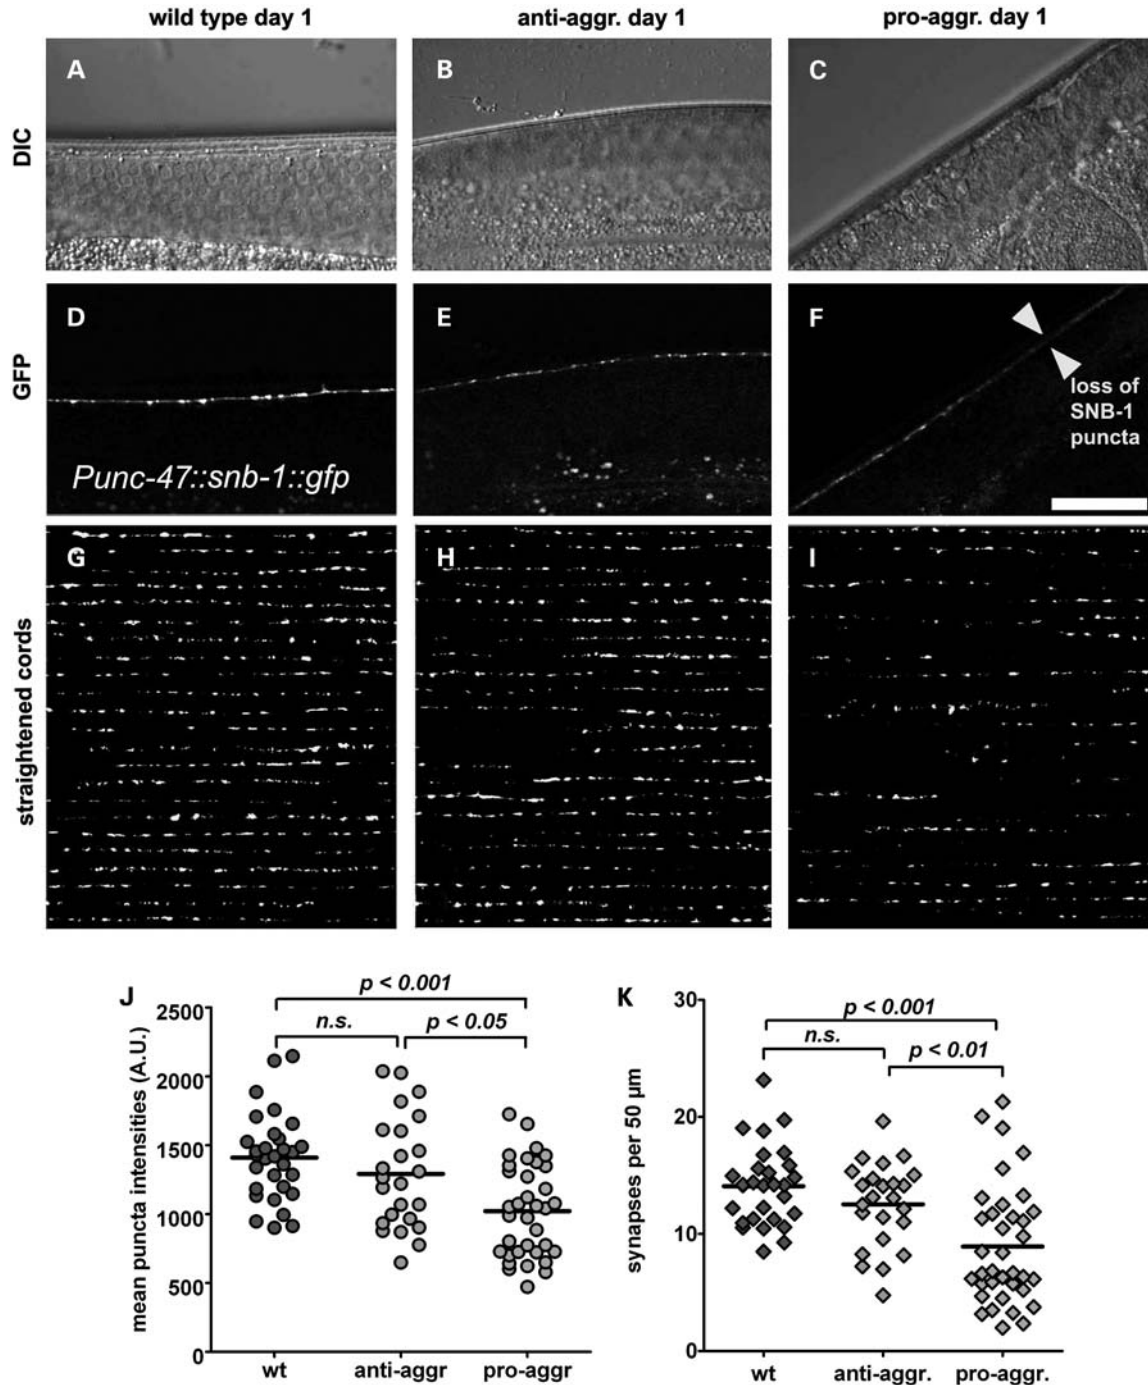 wild type day 1
anti-aggr. day 1
pro-aggr. day 1
DIC
A
B
C
GFP
D
E
F
Punc-47::snb-1::gfp
loss of
SNB-1
puncta
straightened cords
G
H
I
J
p < 0.001
n.s.
p < 0.05
mean puncta intensities (A.U.)
2500
2000
1500
1000
500
0
wt
anti-aggr
pro-aggr
K
p < 0.001
n.s.
p < 0.01
synapses per 50 µm
30
20
10
0
wt
anti-aggr.
pro-aggr.